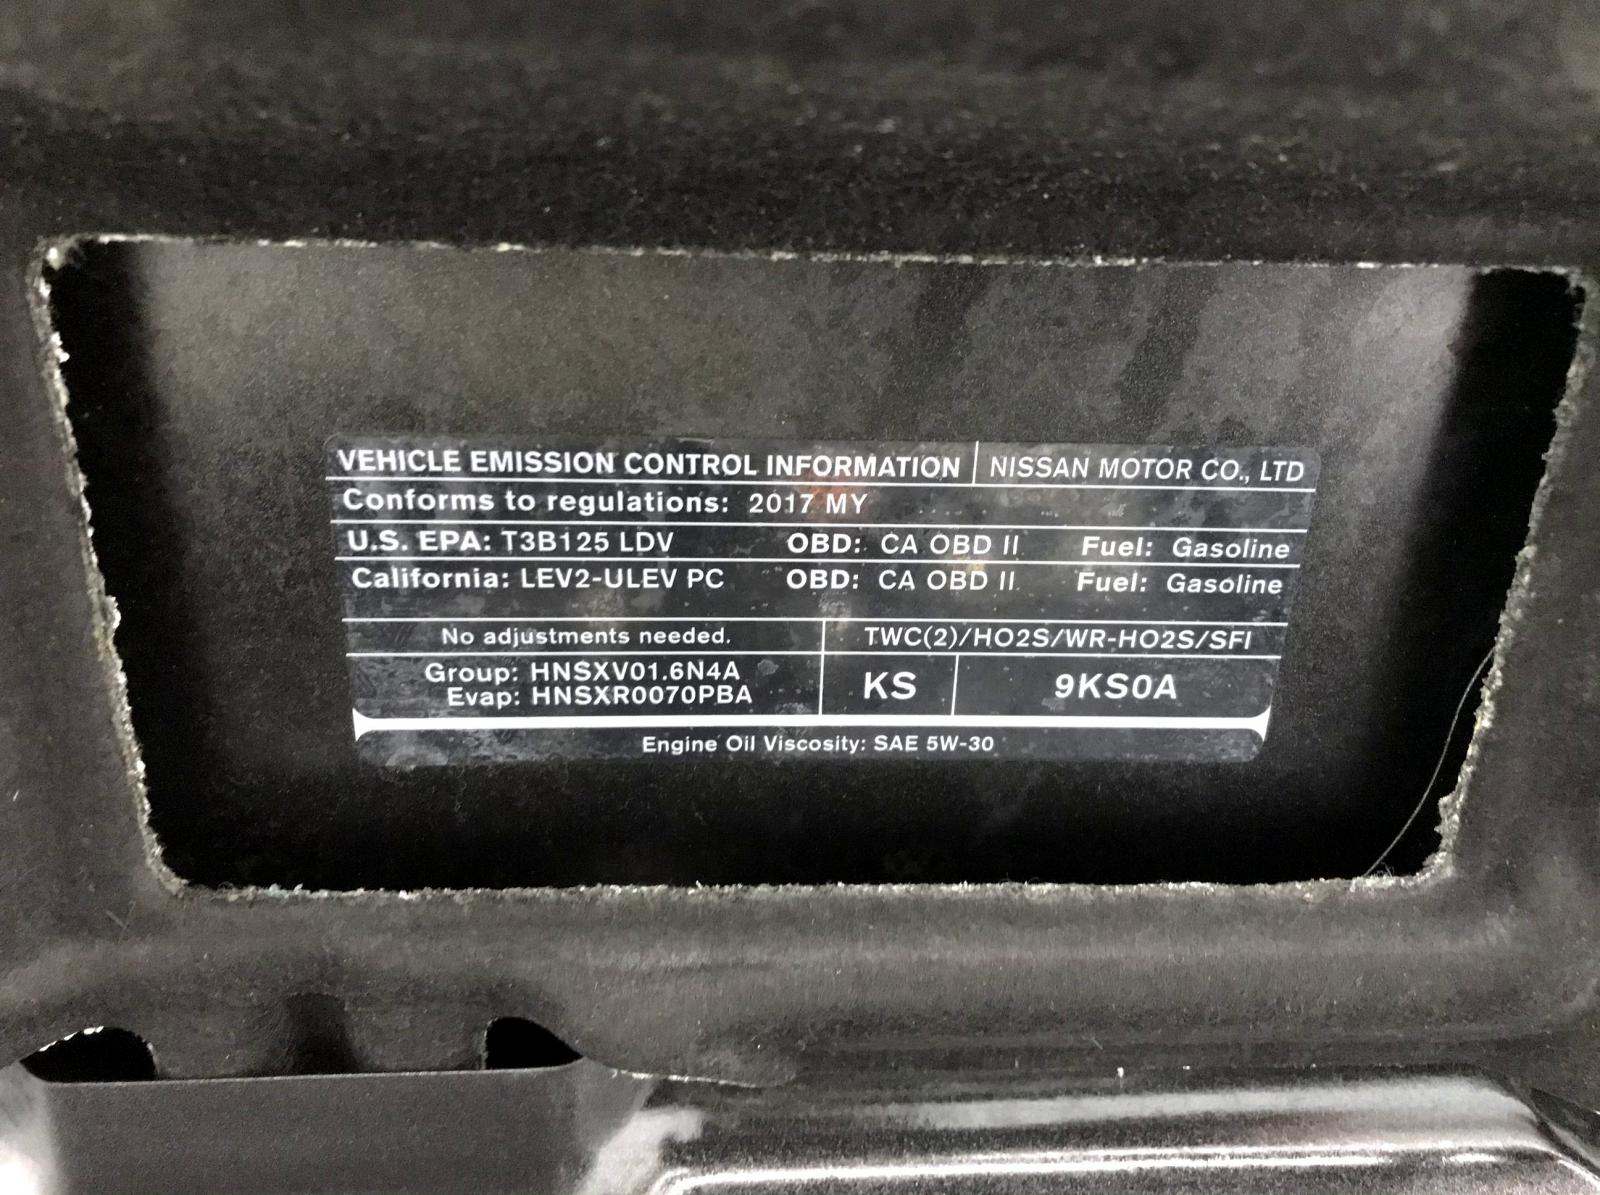 VEHICLE EMISSION CONTROL INFORMATION NISSAN MOTOR CO., LTD
Conforms to regulations: 2017 MY
U.S. EPA: T3B125 LDV OBD: CA OBD II Fuel: Gasoline
California: LEV2-ULEV PC OBD: CA OBD II Fuel: Gasoline
No adjustments needed. TWC(2)/HO2S/WR-HO2S/SFI
Group: HNSXV01.6N4A
Evap: HNSXR0070PBA
KS 9KS0A
Engine Oil Viscosity: SAE 5W-30